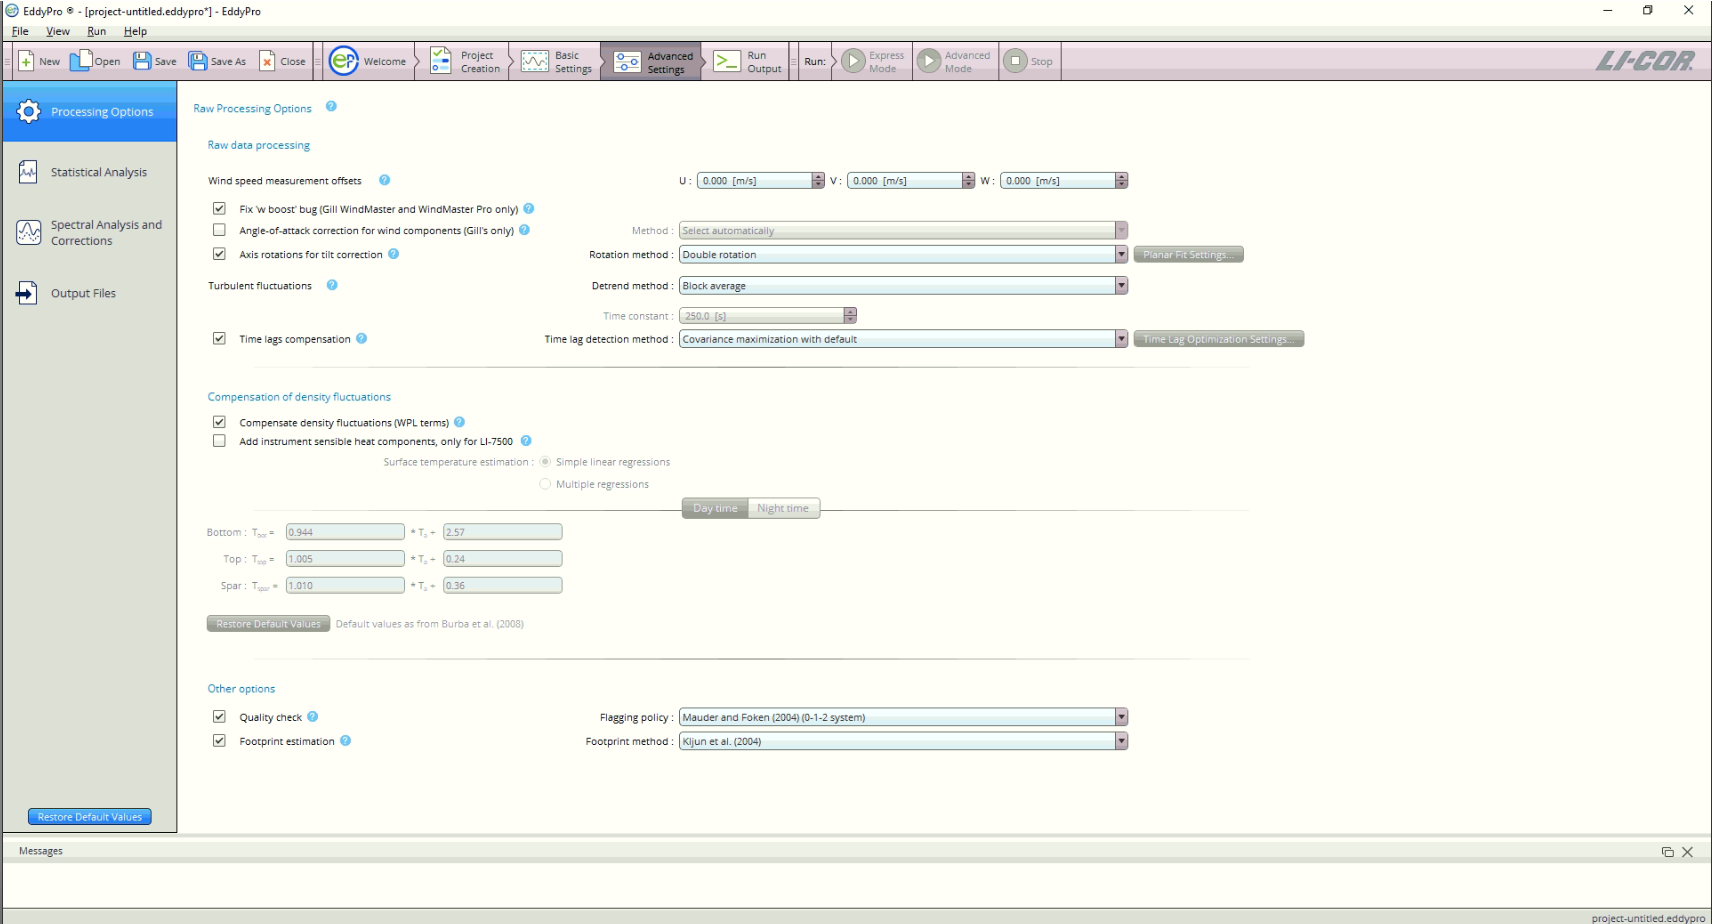 EddyPro ® - [project-untitled.eddypro*] - EddyPro
File View Run Help
New Open Save Save As Close Welcome Project Creation Basic Settings Advanced Settings Run Output Run: Express Mode Advanced Mode Stop LI-COR
Processing Options
Statistical Analysis
Spectral Analysis and
Corrections
Output Files
Restore Default Values
Raw Processing Options ?
Raw data processing
Wind speed measurement offsets ? U : 0.000 [m/s] V : 0.000 [m/s] W : 0.000 [m/s]
Fix 'w boost' bug (Gill WindMaster and WindMaster Pro only) ?
Angle-of-attack correction for wind components (Gill's only) ? Method : Select automatically
Axis rotations for tilt correction ? Rotation method : Double rotation Planar Fit Settings...
Turbulent fluctuations ? Detrend method : Block average
Time constant : 250.0 [s]
Time lags compensation ? Time lag detection method : Covariance maximization with default Time Lag Optimization Settings...
Compensation of density fluctuations
Compensate density fluctuations (WPL terms) ?
Add instrument sensible heat components, only for LI-7500 ?
Surface temperature estimation : Simple linear regressions
Multiple regressions
Day time Night time
Bottom : T = 0.944 * Ta + 2.57
Top : Ttop = 1.005 * Ta + 0.24
Spar : Tspar = 1.010 * Ta + 0.36
Restore Default Values Default values as from Burba et al. (2008)
Other options
Quality check ? Flagging policy : Mauder and Foken (2004) (0-1-2 system)
Footprint estimation ? Footprint method : Kljun et al. (2004)
Messages
project-untitled.eddypro